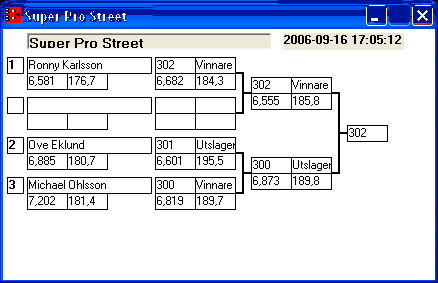 Super Pro Street
Super Pro Street 2006-09-16 17:05:12
1 Ronny Karlsson 302 Vinnare
6,581 176,7 6,682 184,3
302 Vinnare
6,555 185,8
302
2 Ove Eklund 301 Utslager
6,885 180,7 6,601 195,5
300 Utslager
6,873 189,8
3 Michael Ohlsson 300 Vinnare
7,202 181,4 6,819 189,7